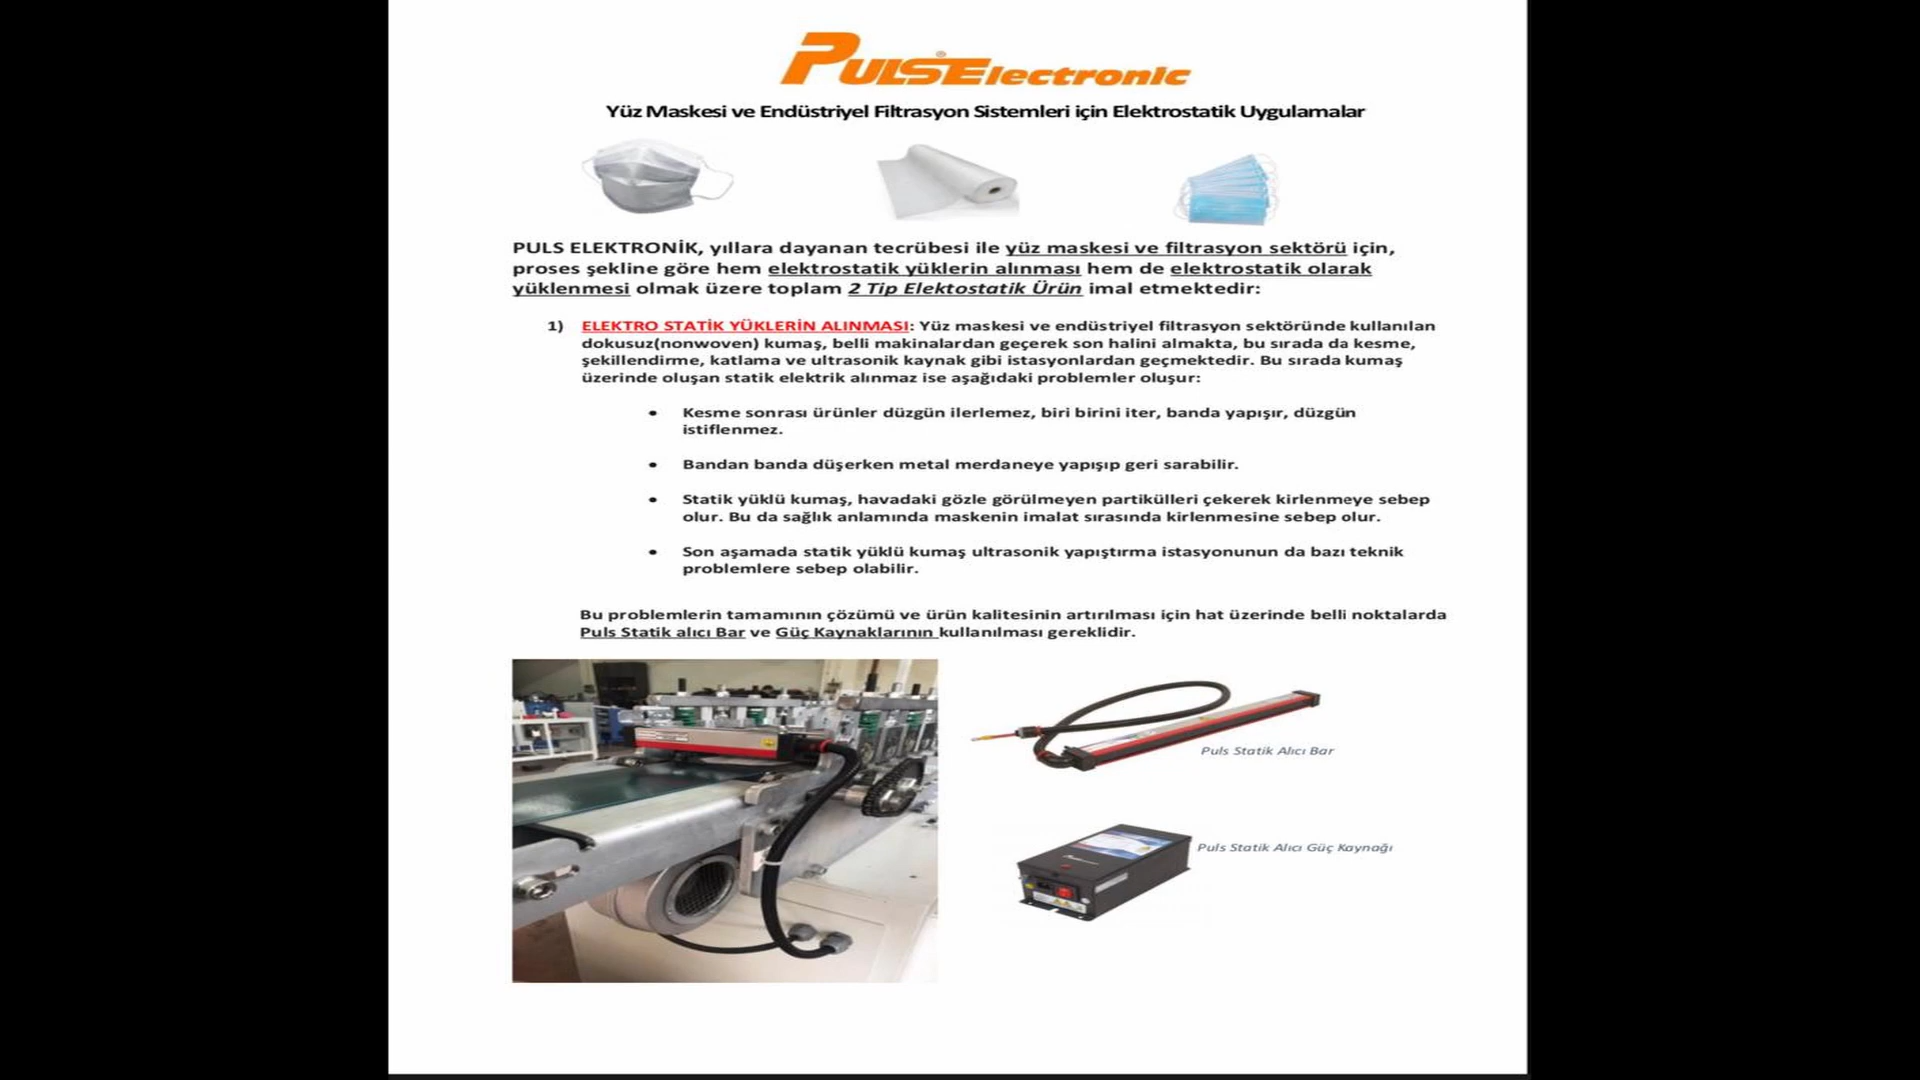 PULSElectronic®
Yüz Maskesi ve Endüstriyel Filtrasyon Sistemleri için Elektrostatik Uygulamalar
PULS ELEKTRONİK, yıllara dayanan tecrübesi ile yüz maskesi ve filtrasyon sektörü için,
proses şekline göre hem elektrostatik yüklerin alınması hem de elektrostatik olarak
yüklenmesi olmak üzere toplam 2 Tip Elektostatik Ürün imal etmektedir:
1) ELEKTRO STATİK YÜKLERİN ALINMASI: Yüz maskesi ve endüstriyel filtrasyon sektöründe kullanılan
dokusuz(nonwoven) kumaş, belli makinalardan geçerek son halini almakta, bu sırada da kesme,
şekillendirme, katlama ve ultrasonik kaynak gibi istasyonlardan geçmektedir. Bu sırada kumaş
üzerinde oluşan statik elektrik alınmaz ise aşağıdaki problemler oluşur:
• Kesme sonrası ürünler düzgün ilerlemez, biri birini iter, banda yapışır, düzgün
istiflenmez.
• Bandan banda düşerken metal merdaneye yapışıp geri sarabilir.
• Statik yüklü kumaş, havadaki gözle görülmeyen partikülleri çekerek kirlenmeye sebep
olur. Bu da sağlık anlamında maskenin imalat sırasında kirlenmesine sebep olur.
• Son aşamada statik yüklü kumaş ultrasonik yapıştırma istasyonunun da bazı teknik
problemlere sebep olabilir.
Bu problemlerin tamamının çözümü ve ürün kalitesinin artırılması için hat üzerinde belli noktalarda
Puls Statik alıcı Bar ve Güç Kaynaklarının kullanılması gereklidir.
Puls Statik Alıcı Bar
Puls Statik Alıcı Güç Kaynağı